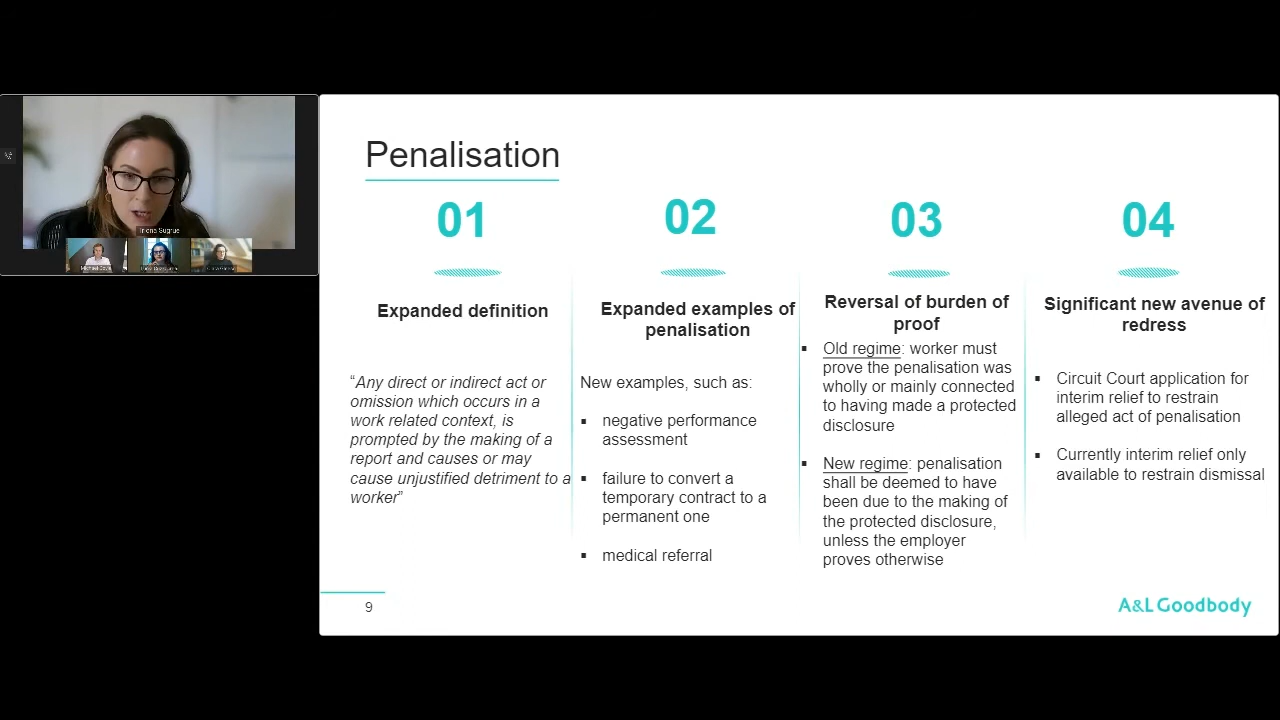 Penalisation
01
Expanded definition
“Any direct or indirect act or
omission which occurs in a
work related context, is
prompted by the making of a
report and causes or may
cause unjustified detriment to a
worker”
02
Expanded examples of
penalisation
New examples, such as:
negative performance
assessment
failure to convert a
temporary contract to a
permanent one
medical referral
03
Reversal of burden of
proof
Old regime: worker must
prove the penalisation was
wholly or mainly connected
to having made a protected
disclosure
New regime: penalisation
shall be deemed to have
been due to the making of
the protected disclosure,
unless the employer
proves otherwise
04
Significant new avenue of
redress
Circuit Court application for
interim relief to restrain
alleged act of penalisation
Currently interim relief only
available to restrain dismissal
9
A&L Goodbody
Triona Sugrue